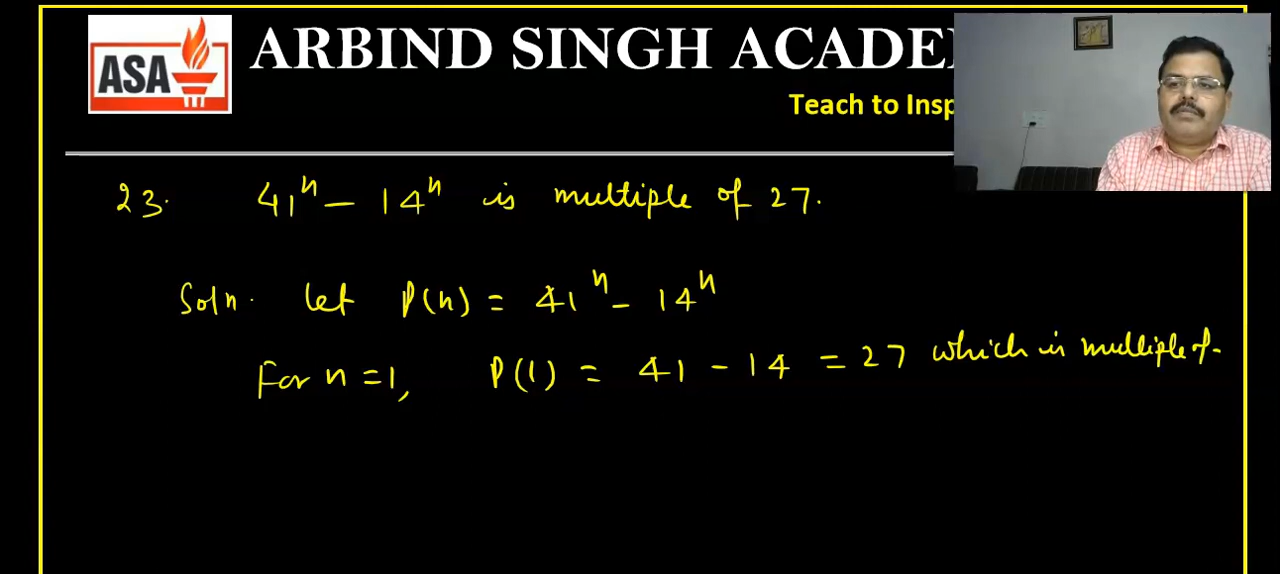 ASA
ARBIND SINGH ACADE
Teach to Insp
23. 41ⁿ – 14ⁿ is multiple of 27.
Soln. let P(n) = 41ⁿ – 14ⁿ
For n = 1, P(1) = 41 – 14 = 27 which is multiple of